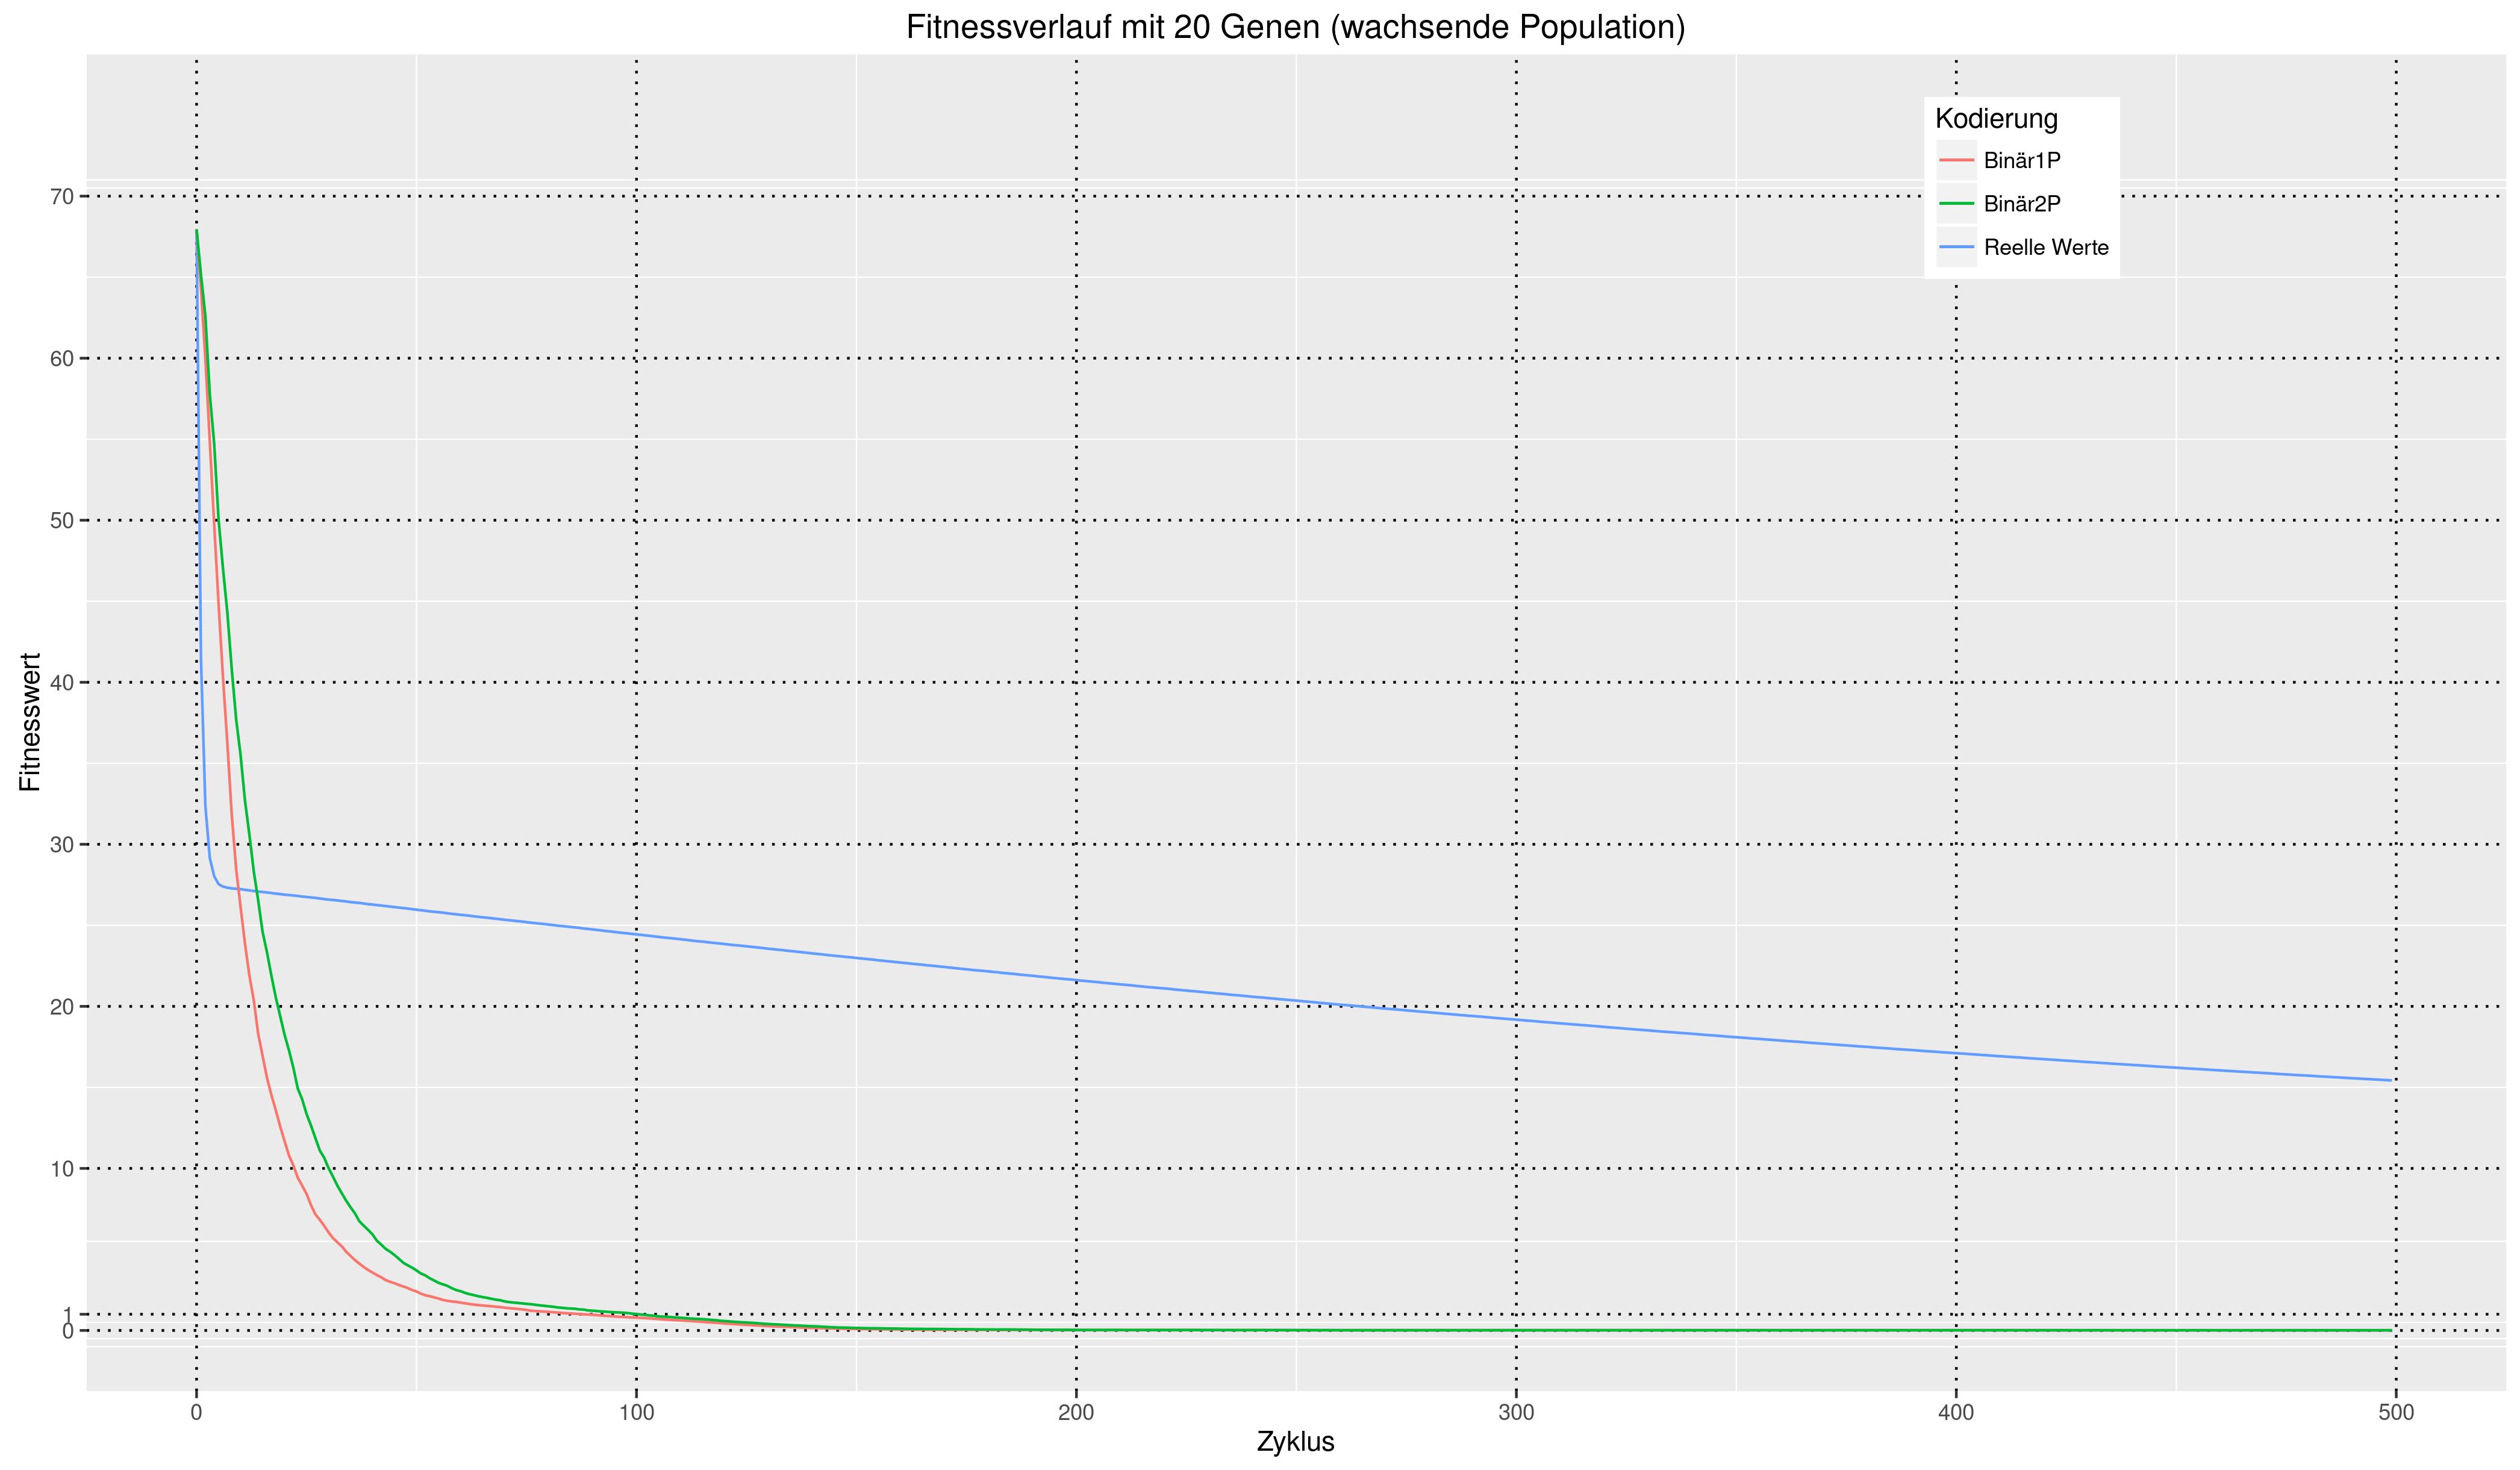 Fitnessverlauf mit 20 Genen (wachsende Population)
Kodierung
Binär1P
Binär2P
Reelle Werte
Fitnesswert
70
60
50
40
30
20
10
1
0
0 100 200 300 400 500
Zyklus